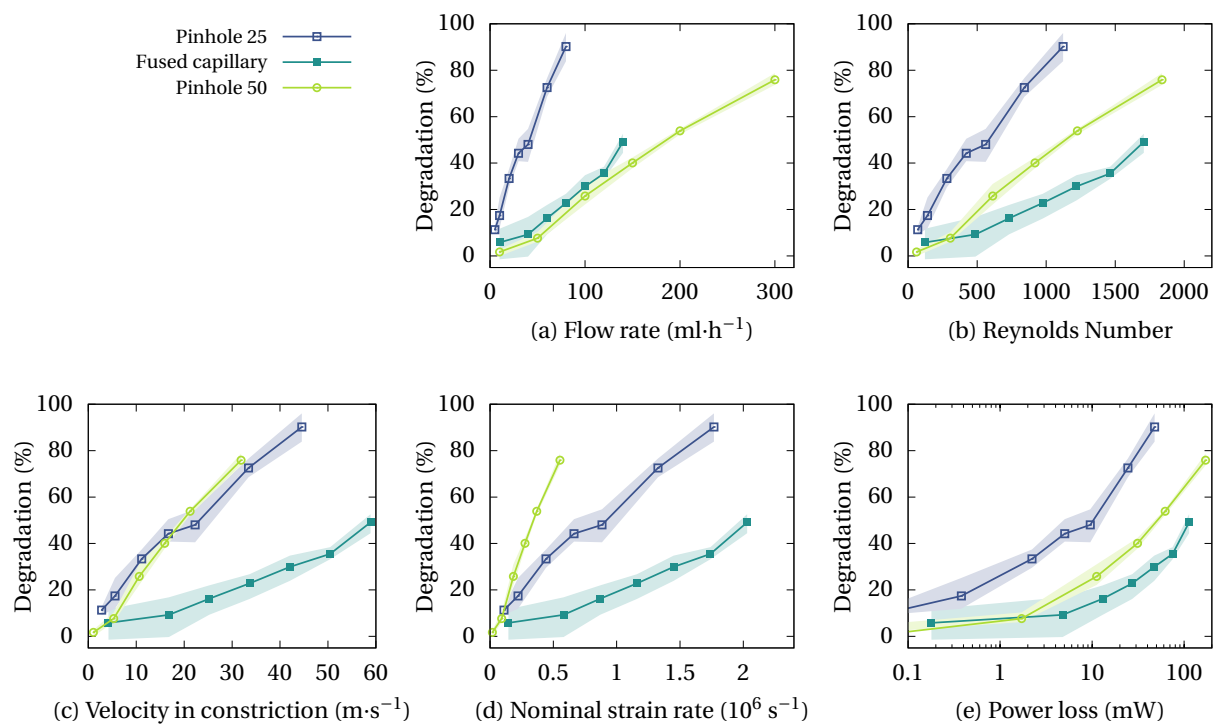 Pinhole 25
Fused capillary
Pinhole 50
Degradation (%)
100
80
60
40
20
0
0 100 200 300
(a) Flow rate (ml·h⁻¹)
Degradation (%)
100
80
60
40
20
0
0 500 1000 1500 2000
(b) Reynolds Number
Degradation (%)
100
80
60
40
20
0
0 10 20 30 40 50 60
(c) Velocity in constriction (m·s⁻¹)
Degradation (%)
100
80
60
40
20
0
0 0.5 1 1.5 2
(d) Nominal strain rate (10⁶ s⁻¹)
Degradation (%)
100
80
60
40
20
0
0.1 1 10 100
(e) Power loss (mW)